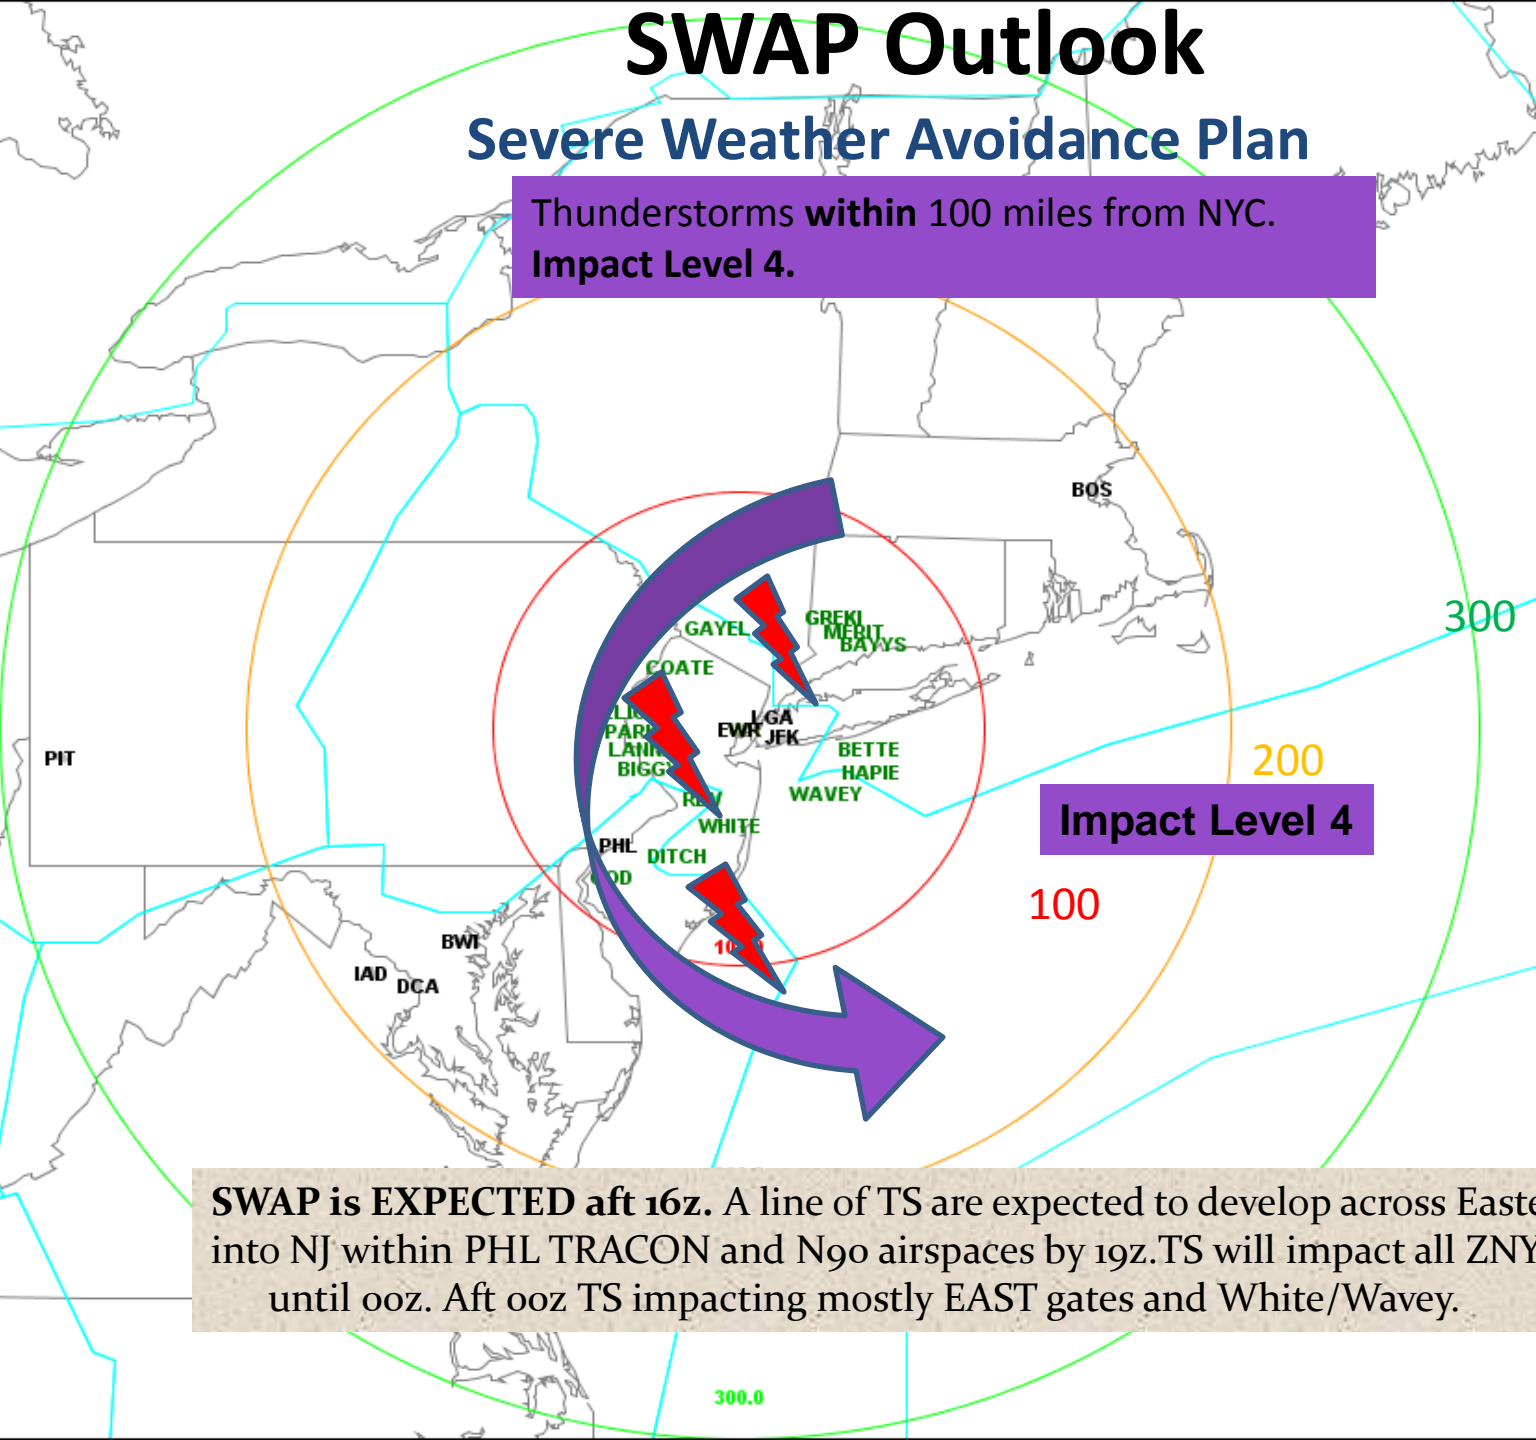 SWAP Outlook
Severe Weather Avoidance Plan
Thunderstorms within 100 miles from NYC.
Impact Level 4.
BOS
300
GREKI
GAYEL
MERIT
BAYYS
COATE
LGA
EWR
JFK
BETTE
PIT
200
BIGGY
HAPIE
WAVEY
Impact Level 4
WHITE
PHL
DITCH
100
BWI
IAD
DCA
SWAP is EXPECTED aft 16z. A line of TS are expected to develop across
into NJ within PHL TRACON and N90 airspaces by 19z.TS will impact all ZNY
until 00z. Aft 00z TS impacting mostly EAST gates and White/Wavey.
300.0